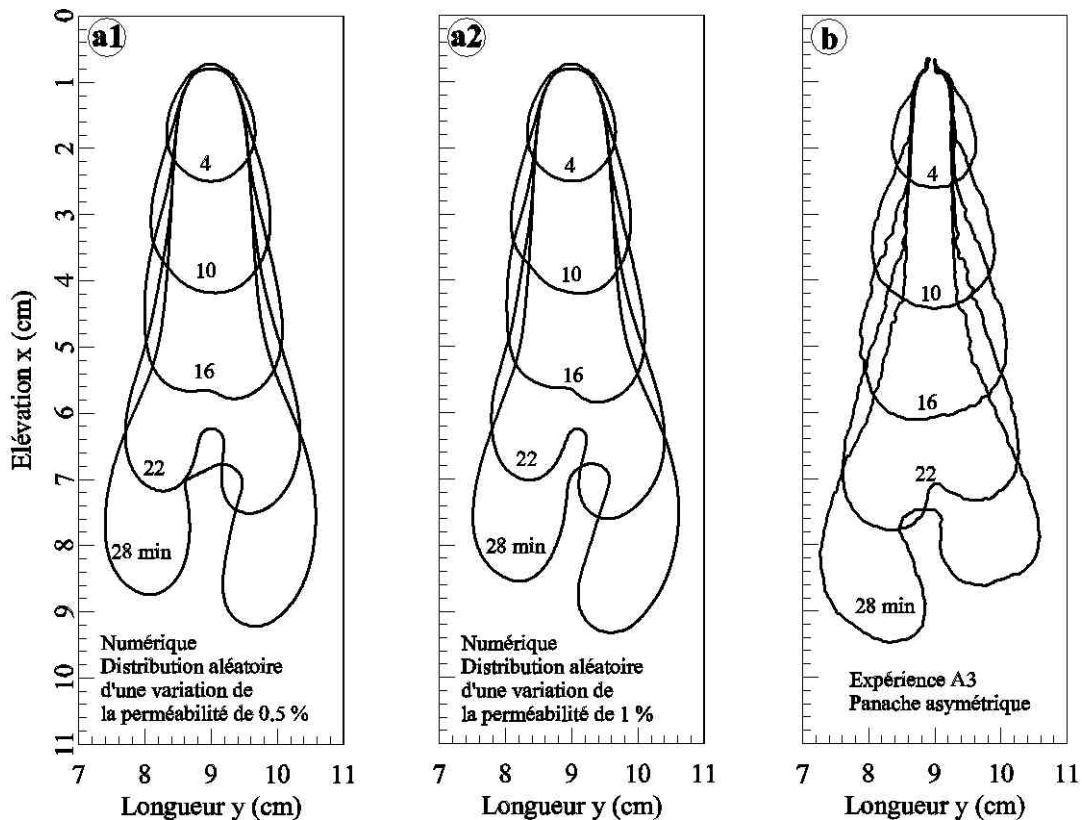 a1
a2
b
0
1
2
3
4
5
6
7
8
9
10
11
Elévation x (cm)
4
10
16
22
28 min
Numérique
Distribution aléatoire
d'une variation de
la perméabilité de 0.5 %
7 8 9 10 11
Longueur y (cm)
4
10
16
22
28 min
Numérique
Distribution aléatoire
d'une variation de
la perméabilité de 1 %
7 8 9 10 11
Longueur y (cm)
4
10
16
22
28 min
Expérience A3
Panache asymétrique
7 8 9 10 11
Longueur y (cm)